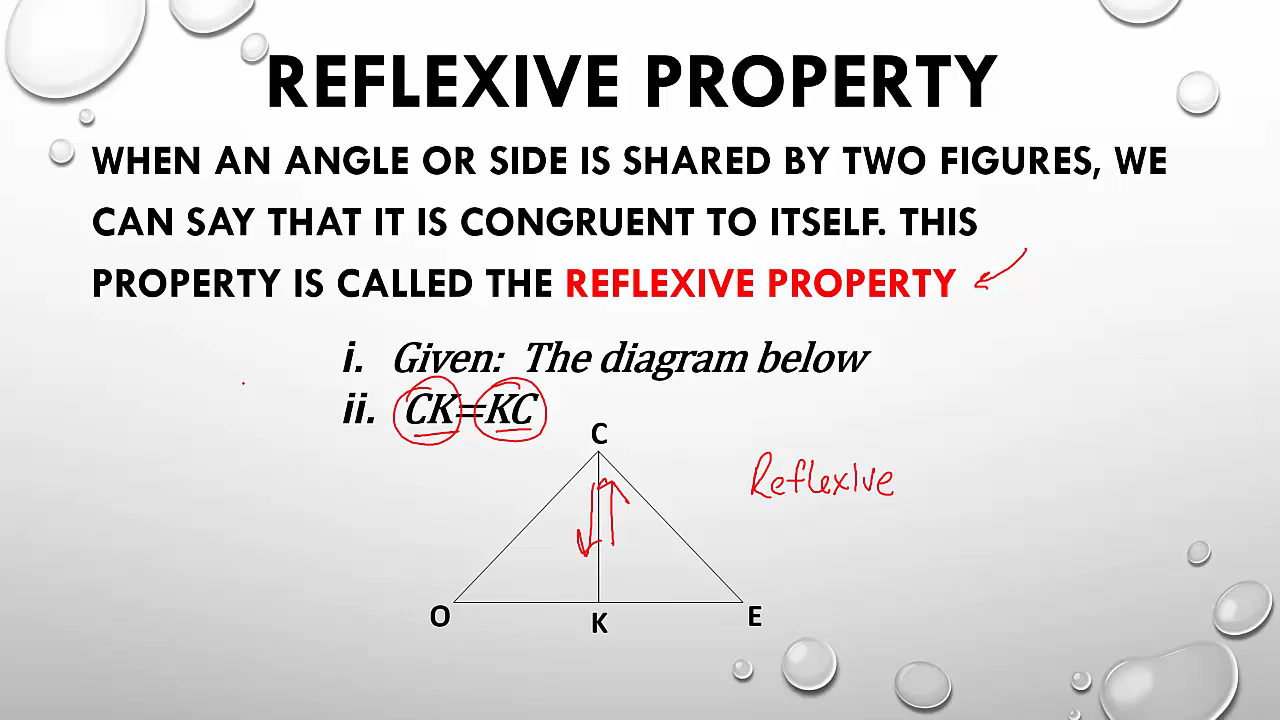 REFLEXIVE PROPERTY
WHEN AN ANGLE OR SIDE IS SHARED BY TWO FIGURES, WE
CAN SAY THAT IT IS CONGRUENT TO ITSELF. THIS
PROPERTY IS CALLED THE REFLEXIVE PROPERTY
i. Given: The diagram below
ii. CK=KC
C
Reflexive
O
K
E